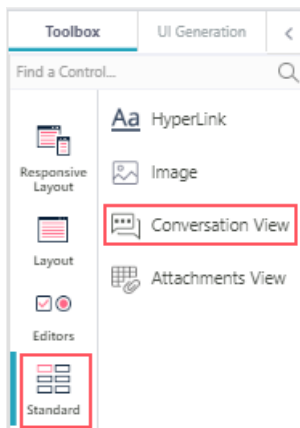 Toolbox
UI Generation
Find a Control...
Aa HyperLink
Image
Conversation View
Attachments View
Responsive
Layout
Layout
Editors
Standard